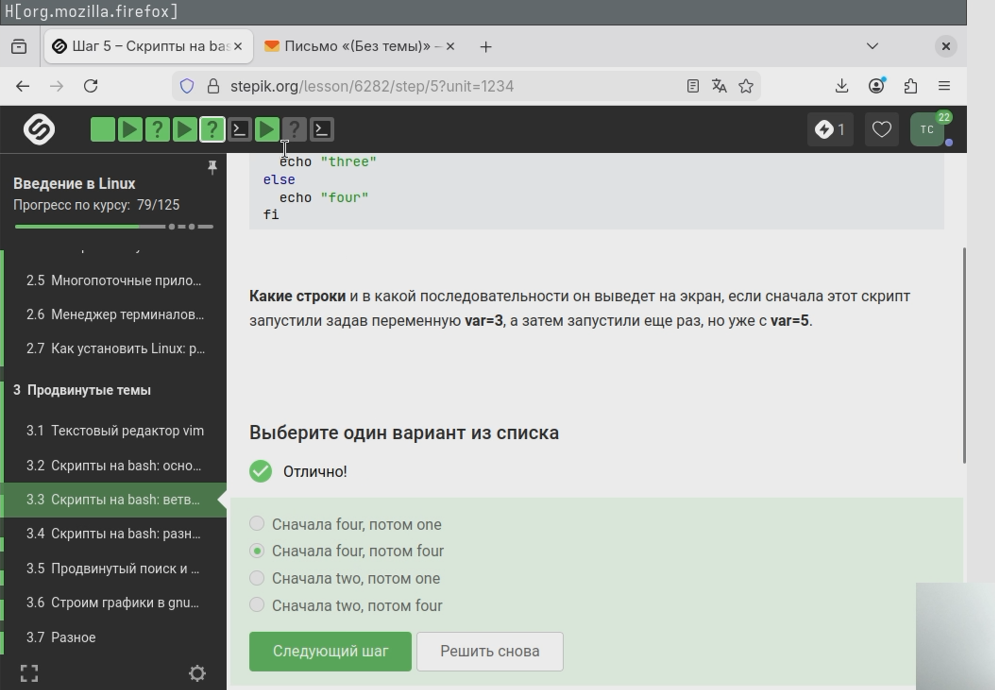 H[org.mozilla.firefox]
Шаг 5 – Скрипты на bas
Письмо «(Без темы)» –
stepik.org/lesson/6282/step/5?unit=1234
1
22
TC
Введение в Linux
Прогресс по курсу: 79/125
2.5 Многопоточные прило...
2.6 Менеджер терминалов...
2.7 Как установить Linux: р...
3 Продвинутые темы
3.1 Текстовый редактор vim
3.2 Скрипты на bash: осно...
3.3 Скрипты на bash: ветв...
3.4 Скрипты на bash: разн...
3.5 Продвинутый поиск и ...
3.6 Строим графики в gnu...
3.7 Разное
echo "three"
else
echo "four"
fi
Какие строки и в какой последовательности он выведет на экран, если сначала этот скрипт
запустили задав переменную var=3, а затем запустили еще раз, но уже с var=5.
Выберите один вариант из списка
Отлично!
Сначала four, потом one
Сначала four, потом four
Сначала two, потом one
Сначала two, потом four
Следующий шаг
Решить снова